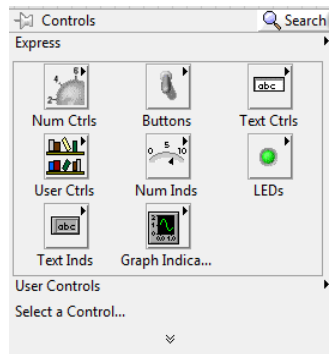 Controls Search
Express
Num Ctrls Buttons Text Ctrls
User Ctrls Num Inds LEDs
Text Inds Graph Indica...
User Controls
Select a Control...